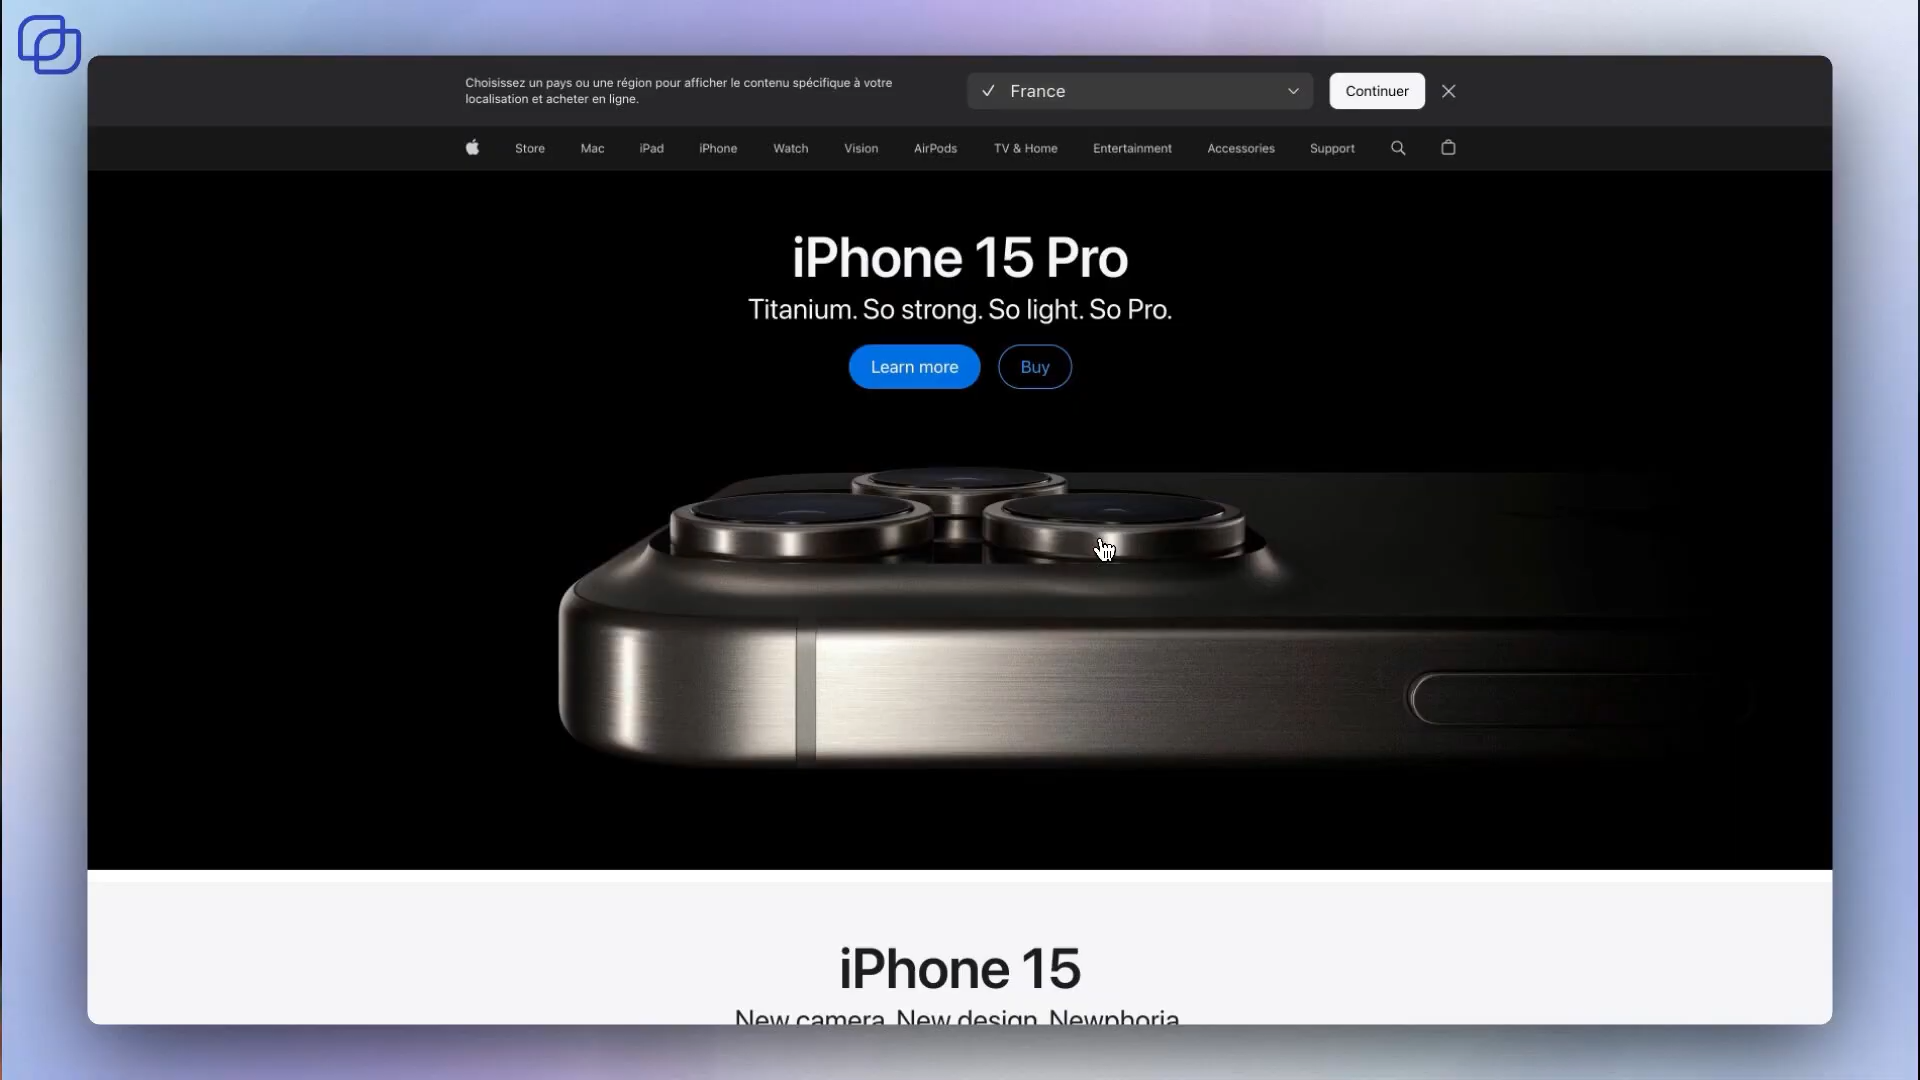 Choisissez un pays ou une région pour afficher le contenu spécifique à votre
localisation et acheter en ligne.
France
Continuer
Store Mac iPad iPhone Watch Vision AirPods TV & Home Entertainment Accessories Support
iPhone 15 Pro
Titanium. So strong. So light. So Pro.
Learn more Buy
iPhone 15
New camera. New design. Newphoria.